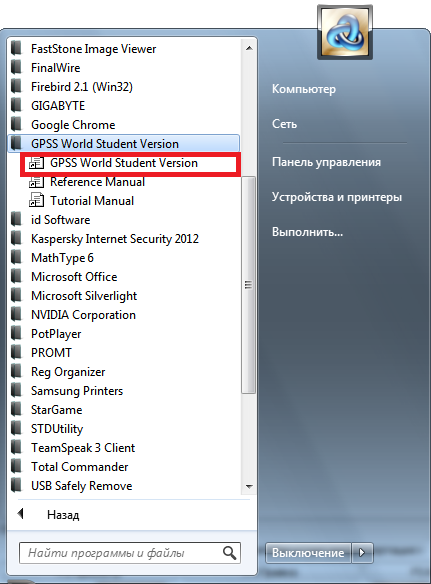 FastStone Image Viewer
FinalWire
Firebird 2.1 (Win32)
GIGABYTE
Google Chrome
GPSS World Student Version
GPSS World Student Version
Reference Manual
Tutorial Manual
id Software
Kaspersky Internet Security 2012
MathType 6
Microsoft Office
Microsoft Silverlight
NVIDIA Corporation
PotPlayer
PROMT
Reg Organizer
Samsung Printers
StarGame
STDUtility
TeamSpeak 3 Client
Total Commander
USB Safely Remove
Назад
Найти программы и файлы
Компьютер
Сеть
Панель управления
Устройства и принтеры
Выполнить...
Выключение